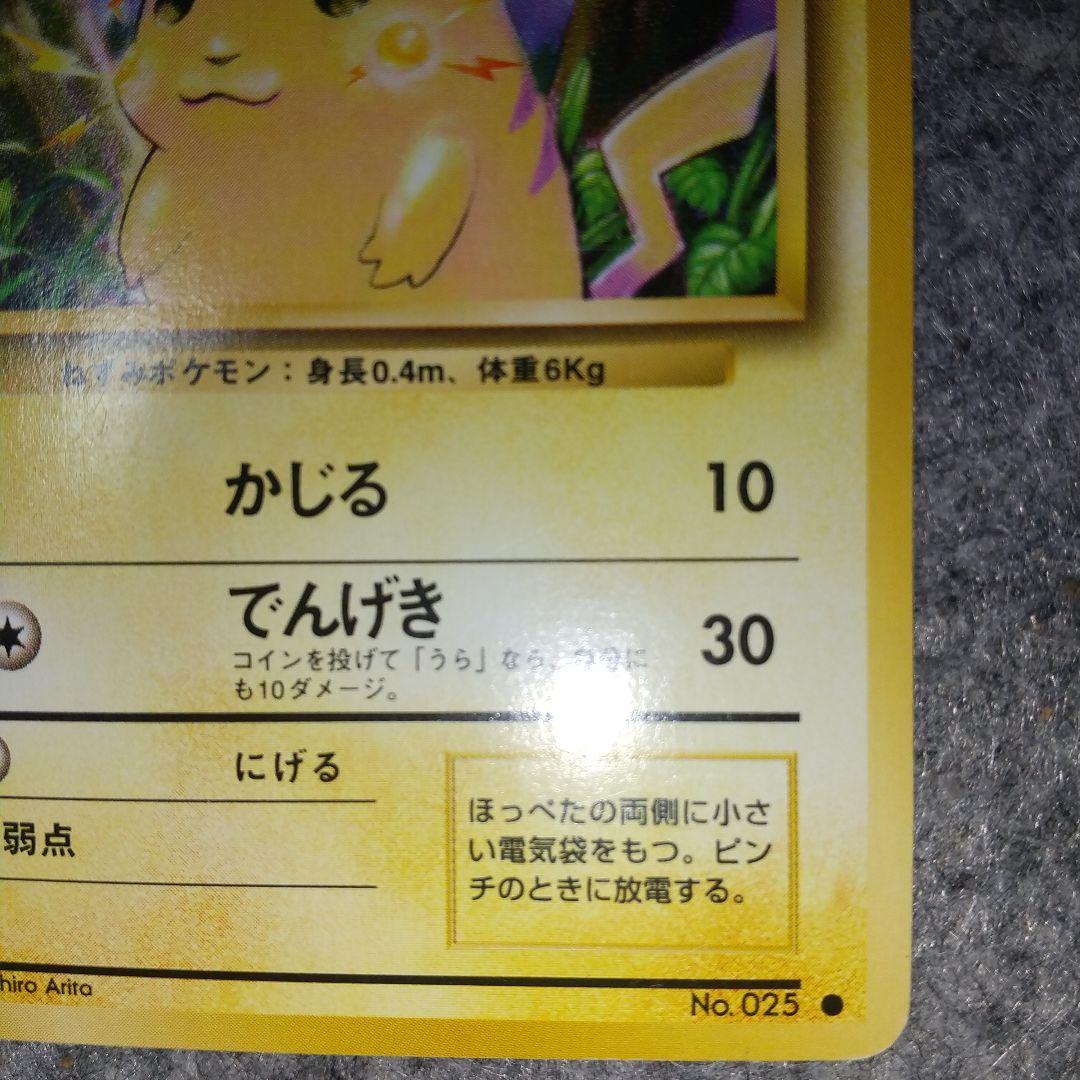 ねずみポケモン：身長0.4m、体重6Kg
かじる 10
でんげき 30
コインを投げて「うら」なら、自分に
も10ダメージ。
にげる
弱点
ほっぺたの両側に小さ
い電気袋をもつ。ピン
チのときに放電する。
hiro Arita
No. 025 ●